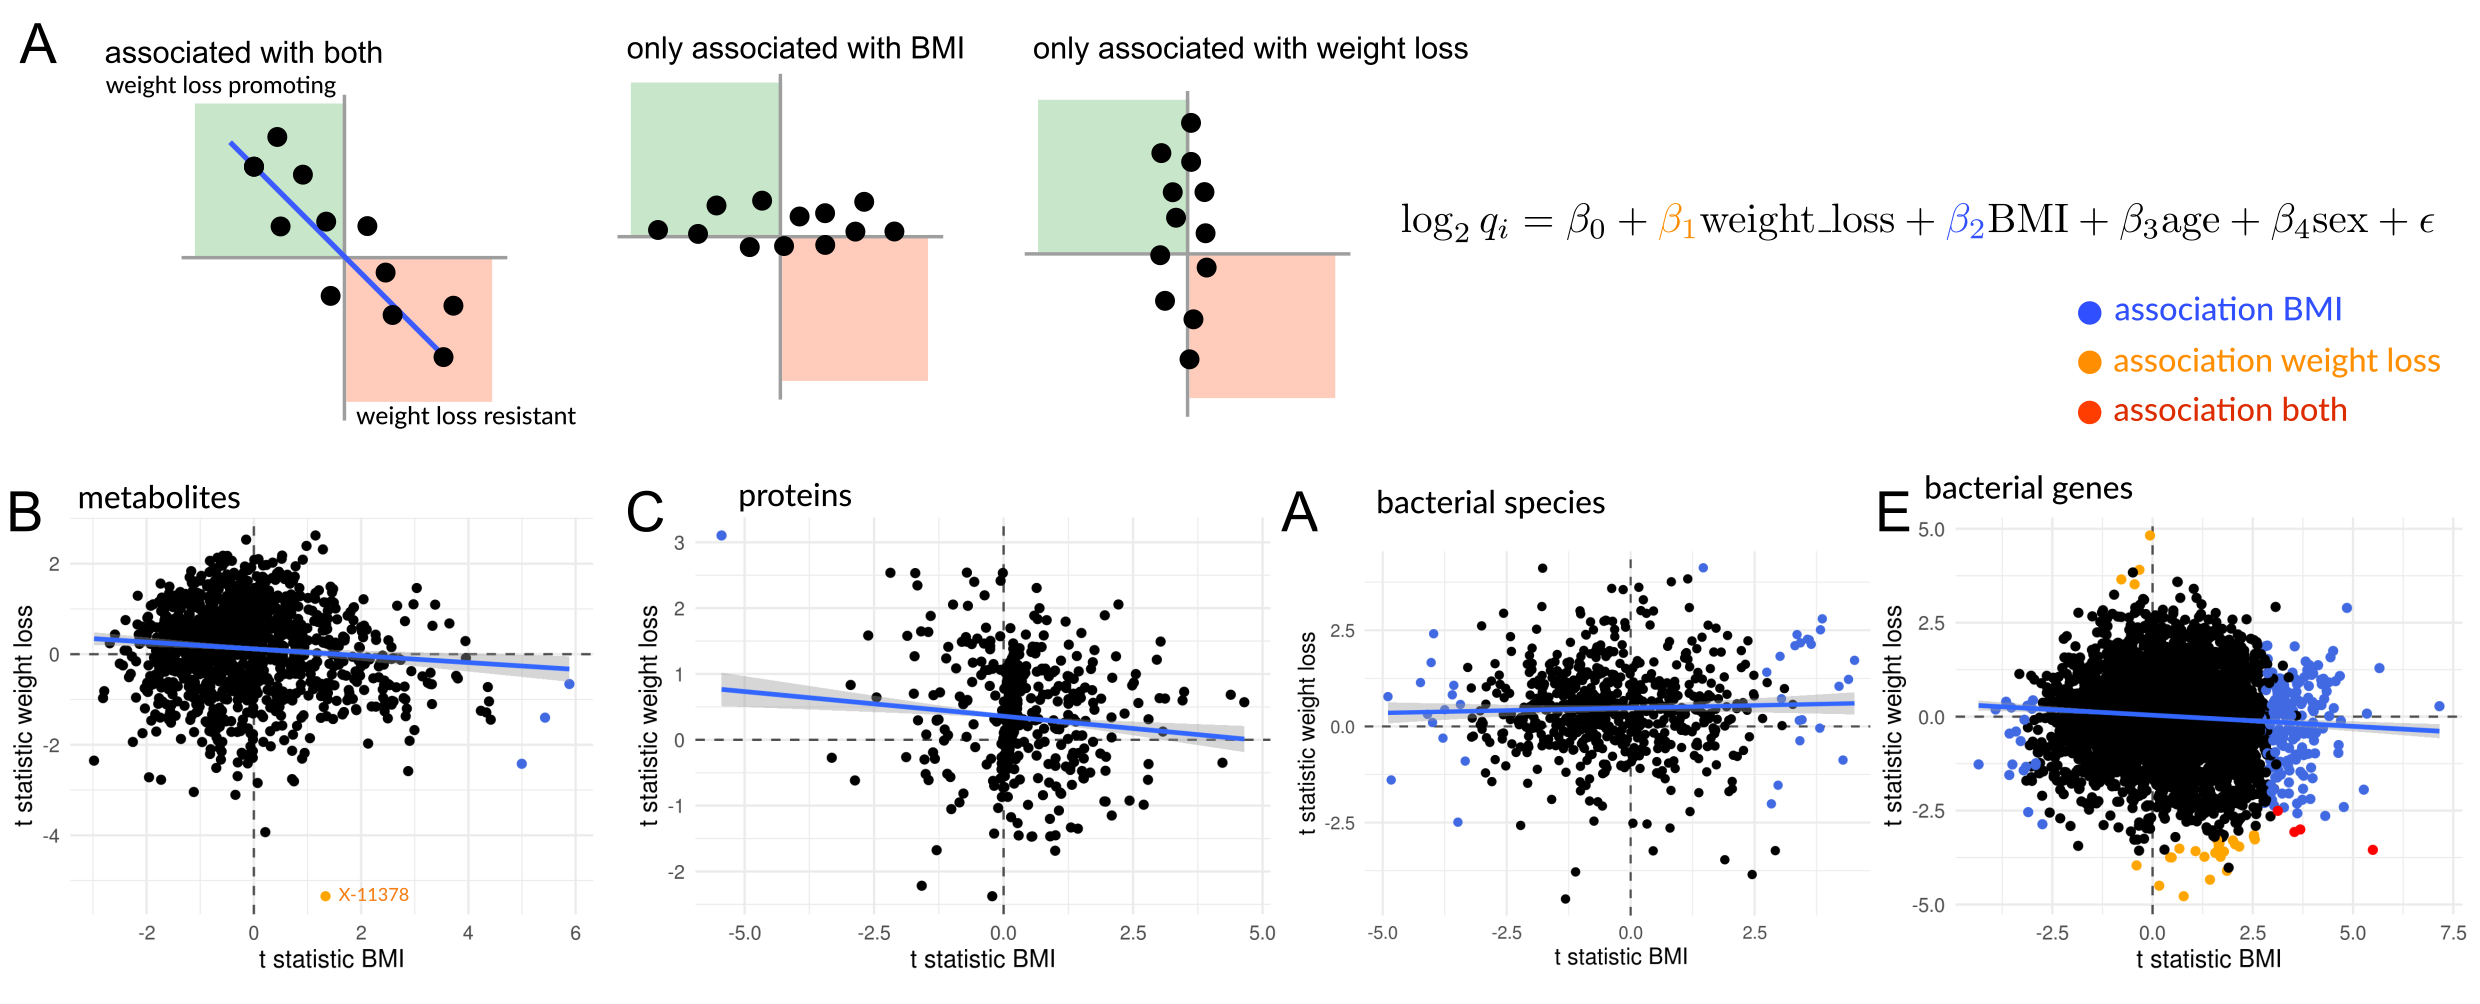 A
associated with both
weight loss promoting
weight loss resistant
only associated with BMI
only associated with weight loss
log₂ qᵢ = β₀ + β₁weight_loss + β₂BMI + β₃age + β₄sex + ϵ
association BMI
association weight loss
association both
B
metabolites
t statistic weight loss
2
0
-2
-4
X-11378
-2 0 2 4 6
t statistic BMI
C
proteins
t statistic weight loss
3
2
1
0
-1
-2
-5.0 -2.5 0.0 2.5 5.0
t statistic BMI
A
bacterial species
t statistic weight loss
2.5
0.0
-2.5
-5.0 -2.5 0.0 2.5
t statistic BMI
E
bacterial genes
t statistic weight loss
5.0
2.5
0.0
-2.5
-5.0
-2.5 0.0 2.5 5.0 7.5
t statistic BMI